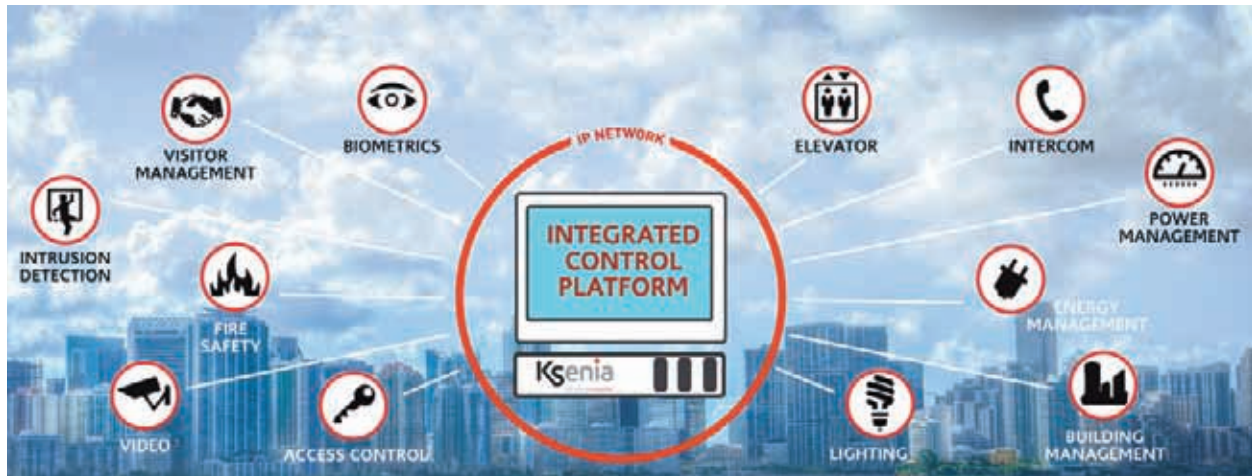 IP NETWORK
VISITOR
MANAGEMENT
BIOMETRICS
ELEVATOR
INTERCOM
INTRUSION
DETECTION
POWER
MANAGEMENT
INTEGRATED
CONTROL
PLATFORM
FIRE
SAFETY
ENERGY
MANAGEMENT
Ksenia
VIDEO
ACCESS CONTROL
LIGHTING
BUILDING
MANAGEMENT